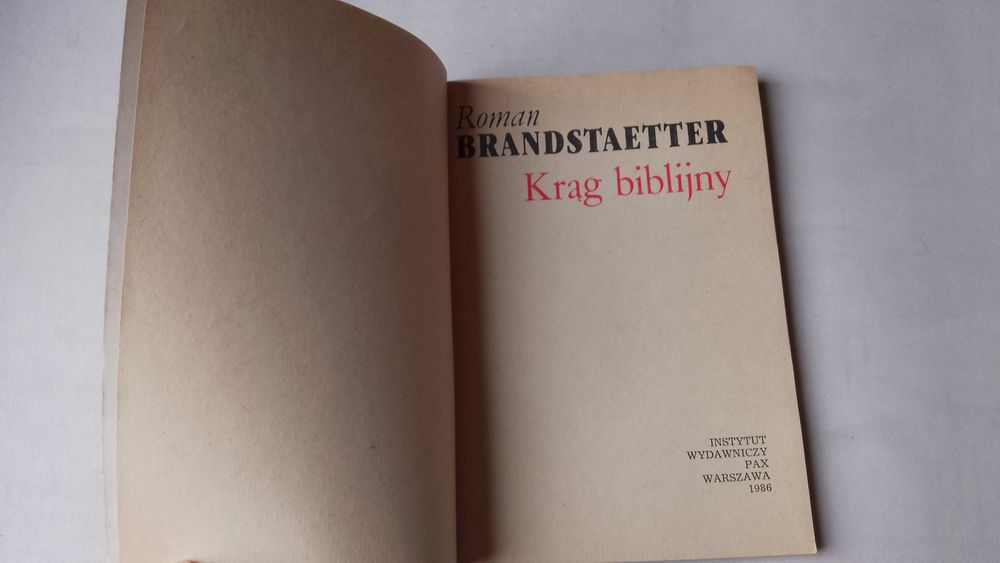 Roman
BRANDSTAETTER
Krąg biblijny
INSTYTUT
WYDAWNICZY
PAX
WARSZAWA
1986